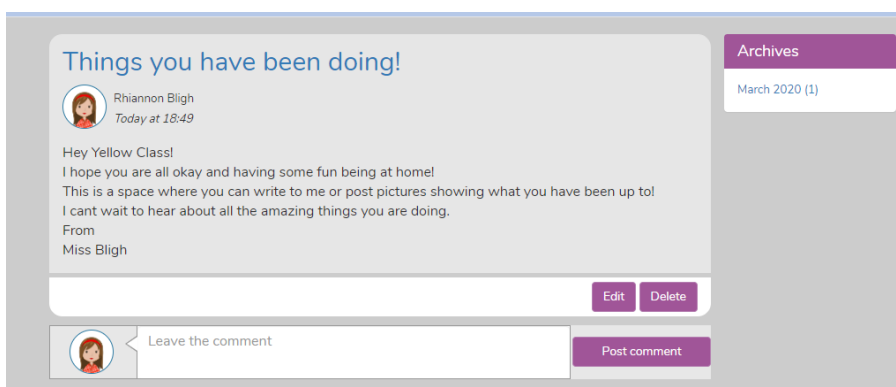 Things you have been doing!
Rhiannon Bligh
Today at 18:49
Hey Yellow Class!
I hope you are all okay and having some fun being at home!
This is a space where you can write to me or post pictures showing what you have been up to!
I cant wait to hear about all the amazing things you are doing.
From
Miss Bligh
Edit
Delete
Leave the comment
Post comment
Archives
March 2020 (1)